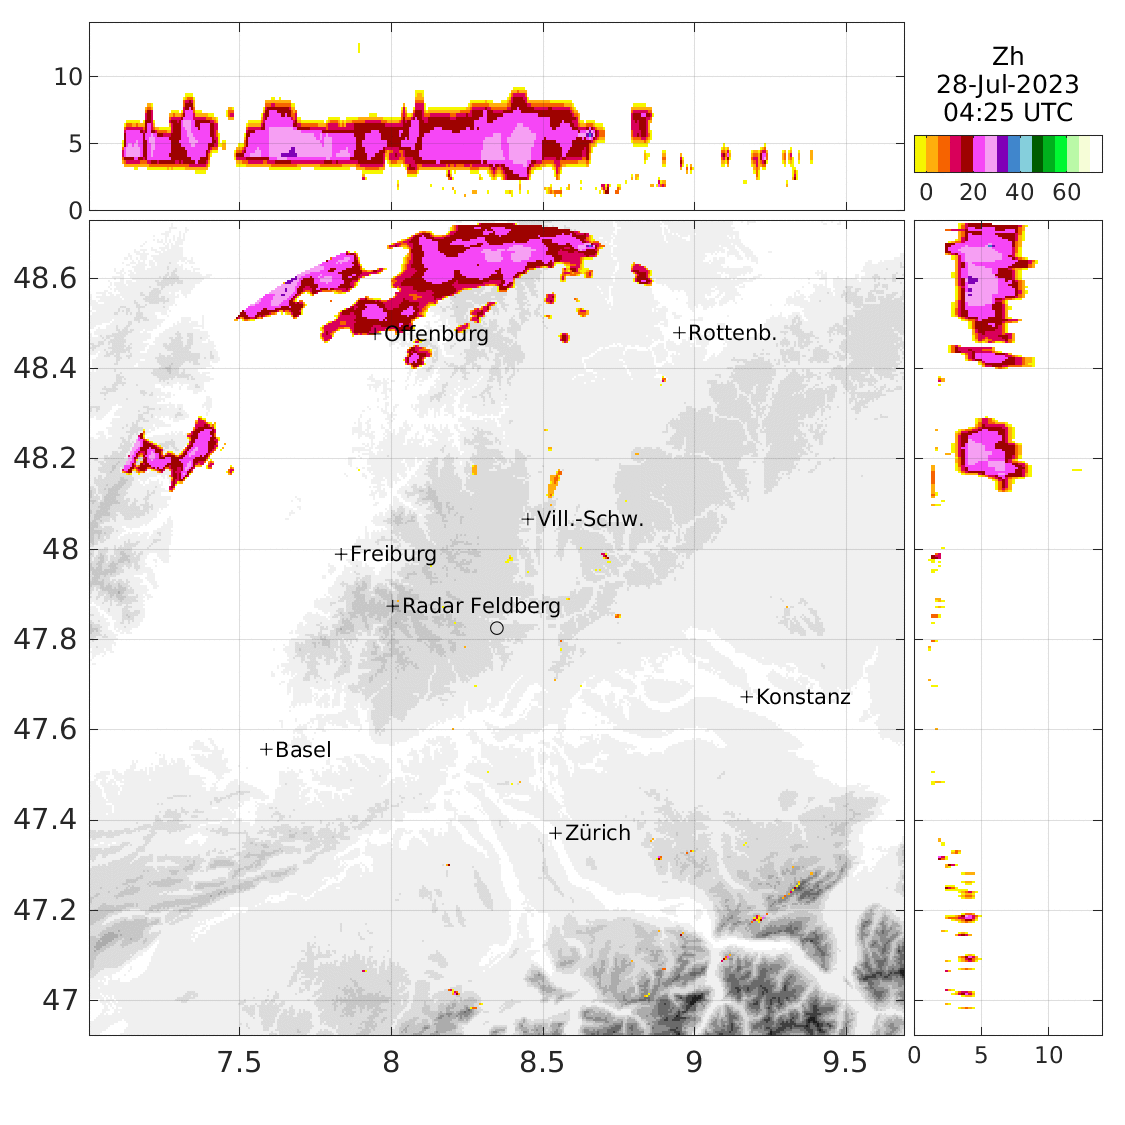 Zh
28-Jul-2023
04:25 UTC
0 20 40 60
10
5
0
48.6
48.4
48.2
48
47.8
47.6
47.4
47.2
47
+Offenburg
+Rottenb.
+Vill.-Schw.
+Freiburg
+Radar Feldberg
+Konstanz
+Basel
+Zürich
7.5 8 8.5 9 9.5
0 5 10